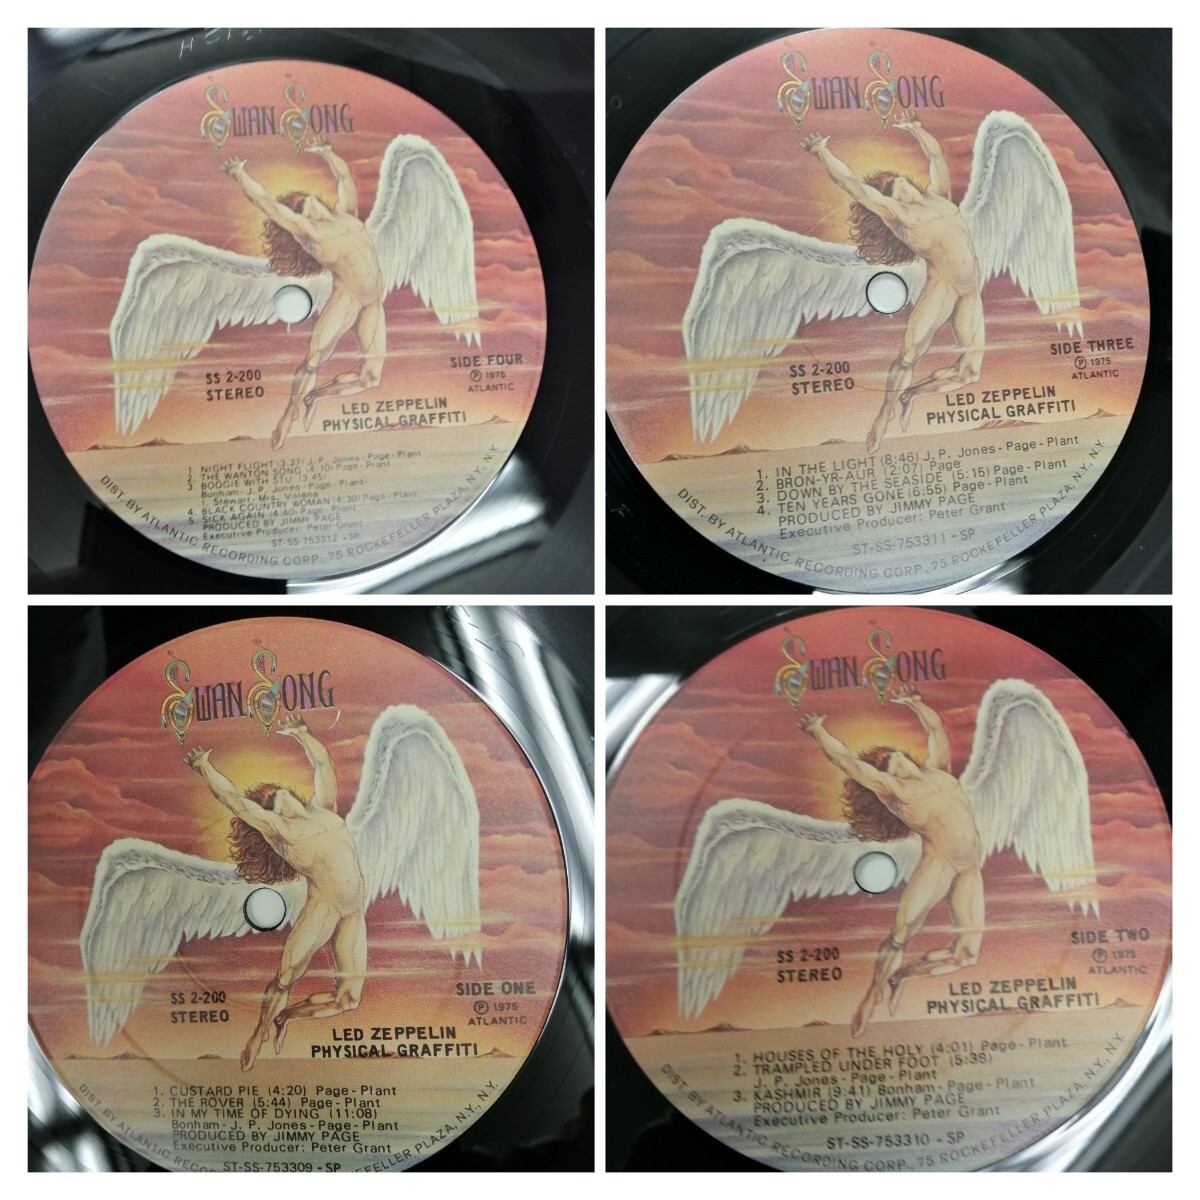 H
SWAN SONG
®
SS 2-200
STEREO
SIDE FOUR
Ⓟ 1975
ATLANTIC
LED ZEPPELIN
PHYSICAL GRAFFITI
1. NIGHT FLIGHT (3:37) J. P. Jones-Page-Plant
2. THE WANTON SONG (4:10) Page-Plant
3. BOOGIE WITH STU (3:45)
Bonham-J. P. Jones-Page-Plant-
I. Stewart-Mrs. Valens
4. BLACK COUNTRY WOMAN (4:30) Page-Plant
5. SICK AGAIN (4:40) Page-Plant
PRODUCED BY JIMMY PAGE
Executive Producer: Peter Grant
ST-SS-753312-SP
DIST. BY ATLANTIC RECORDING CORP., 75 ROCKEFELLER PLAZA, N.Y., N.Y.
SWAN SONG
SS 2-200
STEREO
SIDE THREE
Ⓟ 1975
ATLANTIC
LED ZEPPELIN
PHYSICAL GRAFFITI
1. IN THE LIGHT (8:46) J. P. Jones-Page-Plant
2. BRON-YR-AUR (2:07) Page
3. DOWN BY THE SEASIDE (5:15) Page-Plant
4. TEN YEARS GONE (6:55) Page-Plant
PRODUCED BY JIMMY PAGE
Executive Producer: Peter Grant
ST-SS-753311-SP
DIST. BY ATLANTIC RECORDING CORP., 75 ROCKEFELLER PLAZA, N.Y., N.Y.
SWAN SONG
®
SS 2-200
STEREO
SIDE ONE
Ⓟ 1975
ATLANTIC
LED ZEPPELIN
PHYSICAL GRAFFITI
1. CUSTARD PIE (4:20) Page-Plant
2. THE ROVER (5:44) Page-Plant
3. IN MY TIME OF DYING (11:08)
Bonham-J. P. Jones-Page-Plant
PRODUCED BY JIMMY PAGE
Executive Producer: Peter Grant
ST-SS-753309-SP
DIST. BY ATLANTIC RECO ROCKEFELLER PLAZA, N.Y., N.Y.
SWAN SONG
SS 2-200
STEREO
SIDE TWO
Ⓟ 1975
ATLANTIC
LED ZEPPELIN
PHYSICAL GRAFFITI
1. HOUSES OF THE HOLY (4:01) Page-Plant
2. TRAMPLED UNDER FOOT (5:38)
J. P. Jones-Page-Plant
3. KASHMIR (9:41) Bonham-Page-Plant
PRODUCED BY JIMMY PAGE
Executive Producer: Peter Grant
ST-SS-753310-SP
DIST. BY ATLANTIC RECORDING CORP., 75 ROCKEFELLER PLAZA, N.Y., N.Y.